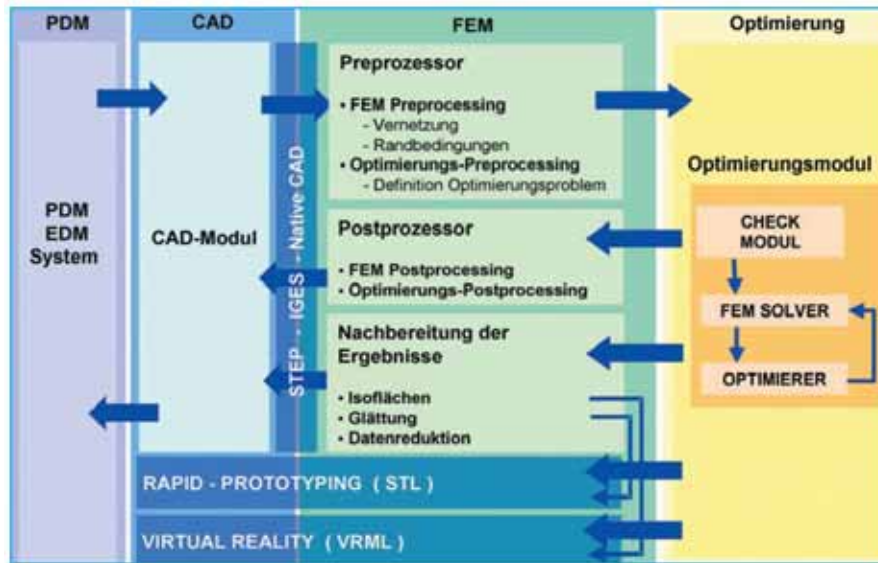 PDM
CAD
FEM
Optimierung
PDM
EDM
System
CAD-Modul
STEP - IGES - Native CAD
Preprozessor
• FEM Preprocessing
- Vernetzung
- Randbedingungen
• Optimierungs-Preprocessing
- Definition Optimierungsproblem
Postprozessor
• FEM Postprocessing
• Optimierungs-Postprocessing
Nachbereitung der
Ergebnisse
• Isoflächen
• Glättung
• Datenreduktion
Optimierungsmodul
CHECK
MODUL
FEM SOLVER
OPTIMIERER
RAPID - PROTOTYPING ( STL )
VIRTUAL REALITY ( VRML )